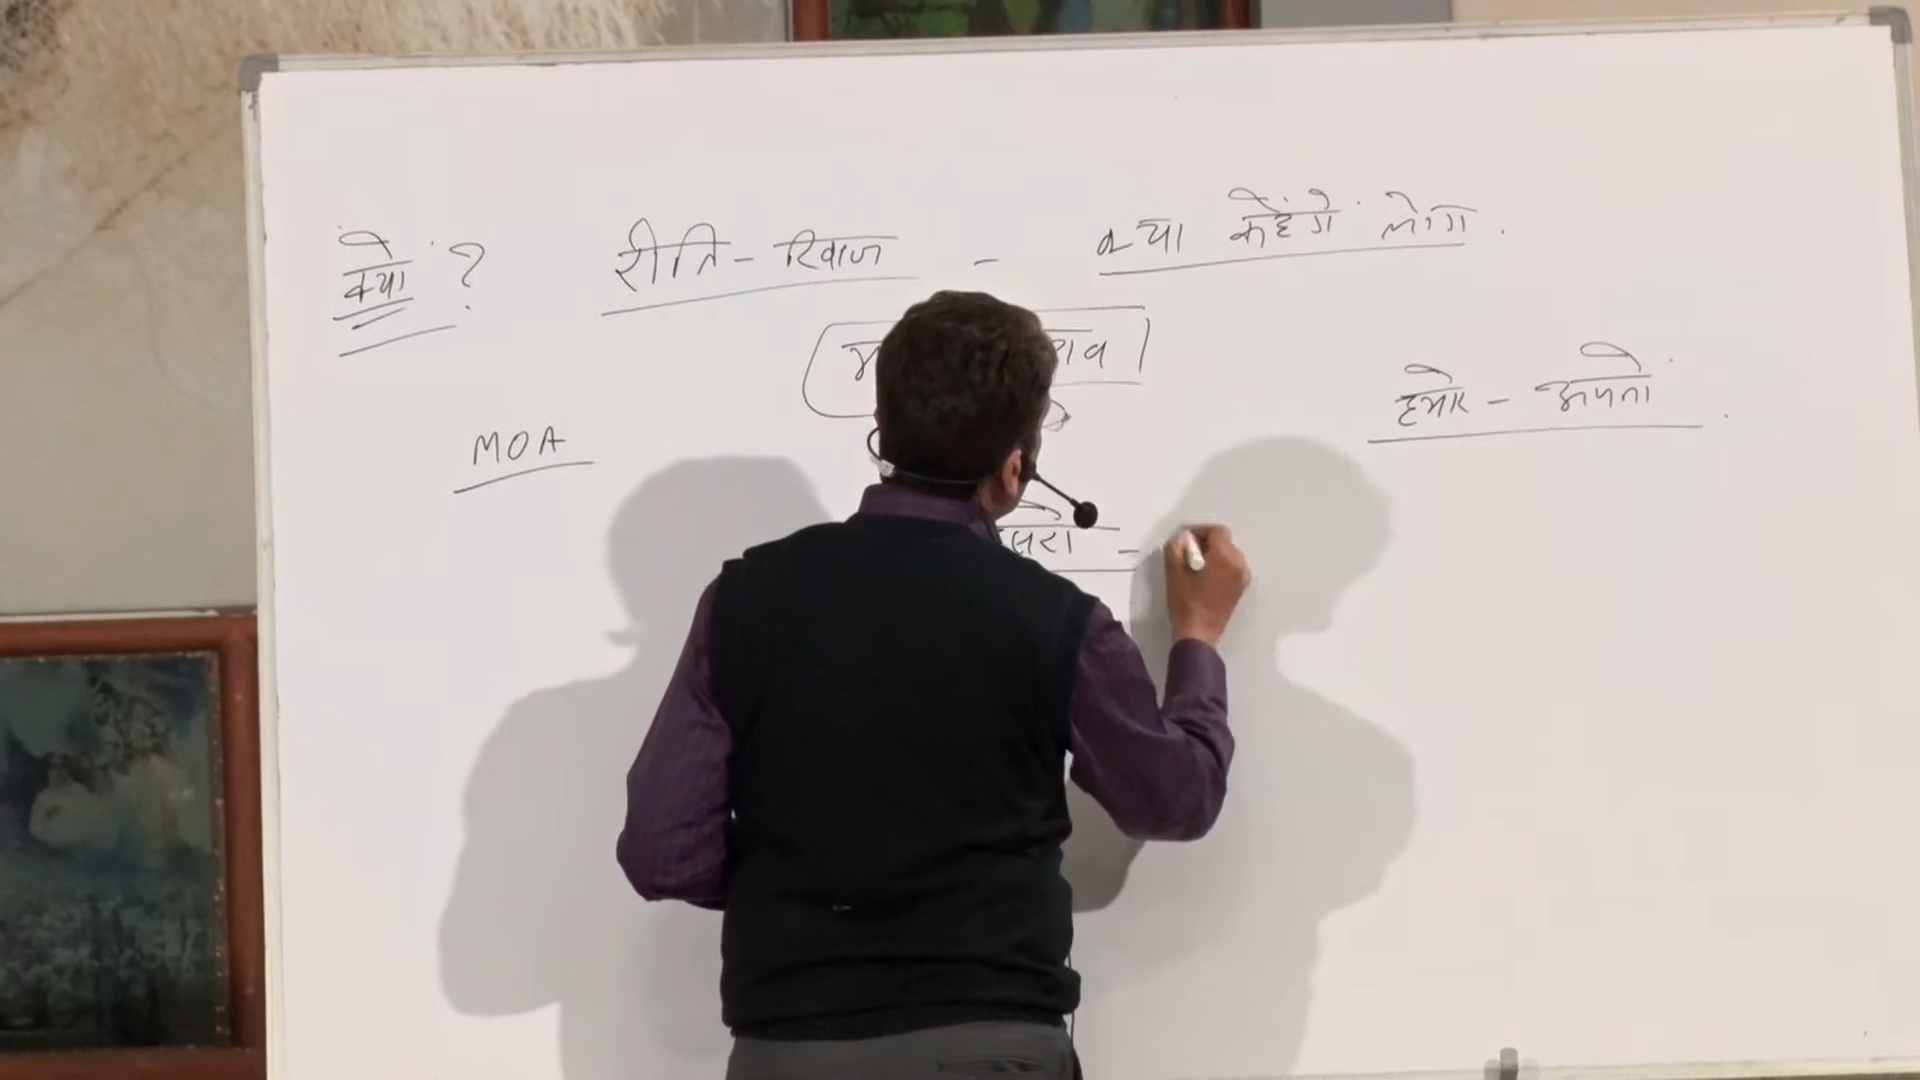 क्यों ? रीति - रिवाज - क्या कहेंगे लोग .
हमारे - अपनो
MOA